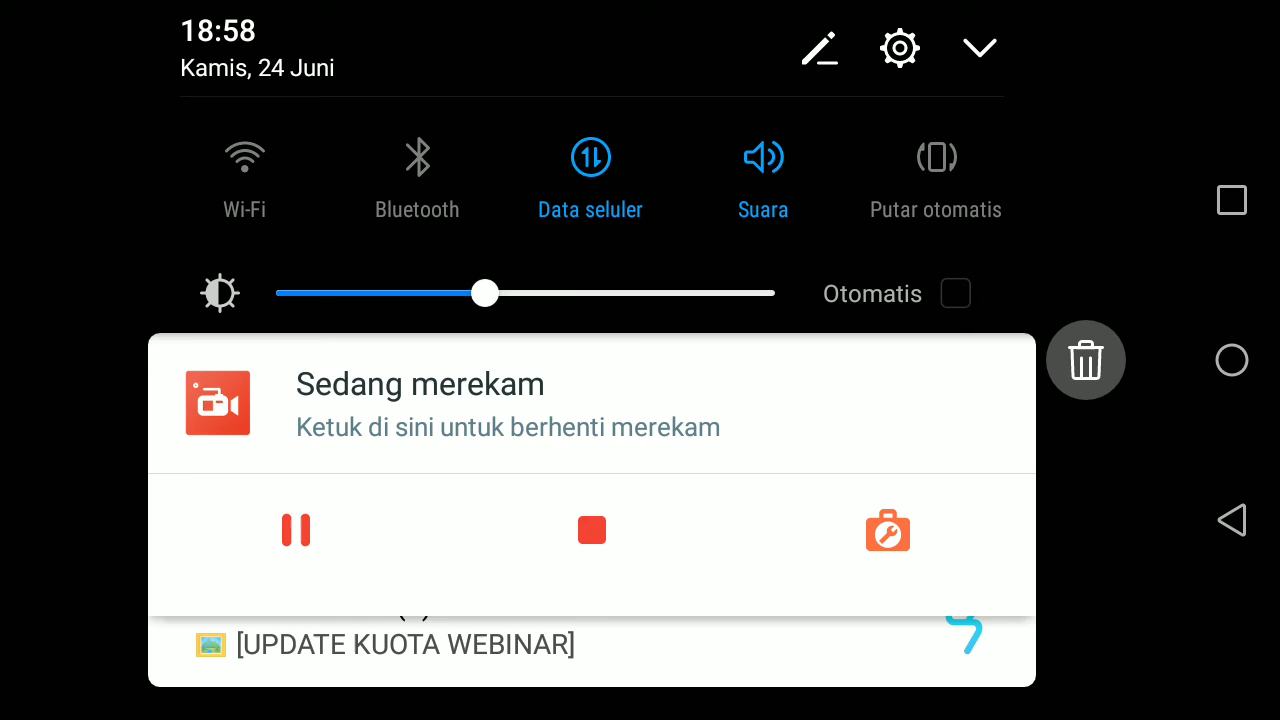 18:58
Kamis, 24 Juni
Wi-Fi
Bluetooth
Data seluler
Suara
Putar otomatis
Otomatis
Sedang merekam
Ketuk di sini untuk berhenti merekam
[UPDATE KUOTA WEBINAR]